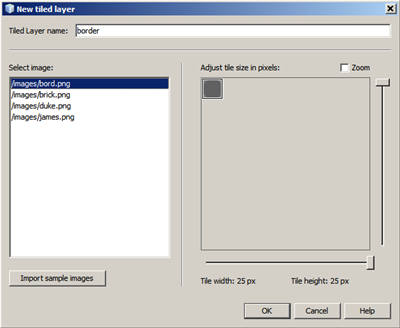 New tiled layer
Tiled Layer name: border
Select image:
/images/bord.png
/images/brick.png
/images/duke.png
/images/james.png
Import sample images
Adjust tile size in pixels:
Zoom
Tile width: 25 px
Tile height: 25 px
OK
Cancel
Help